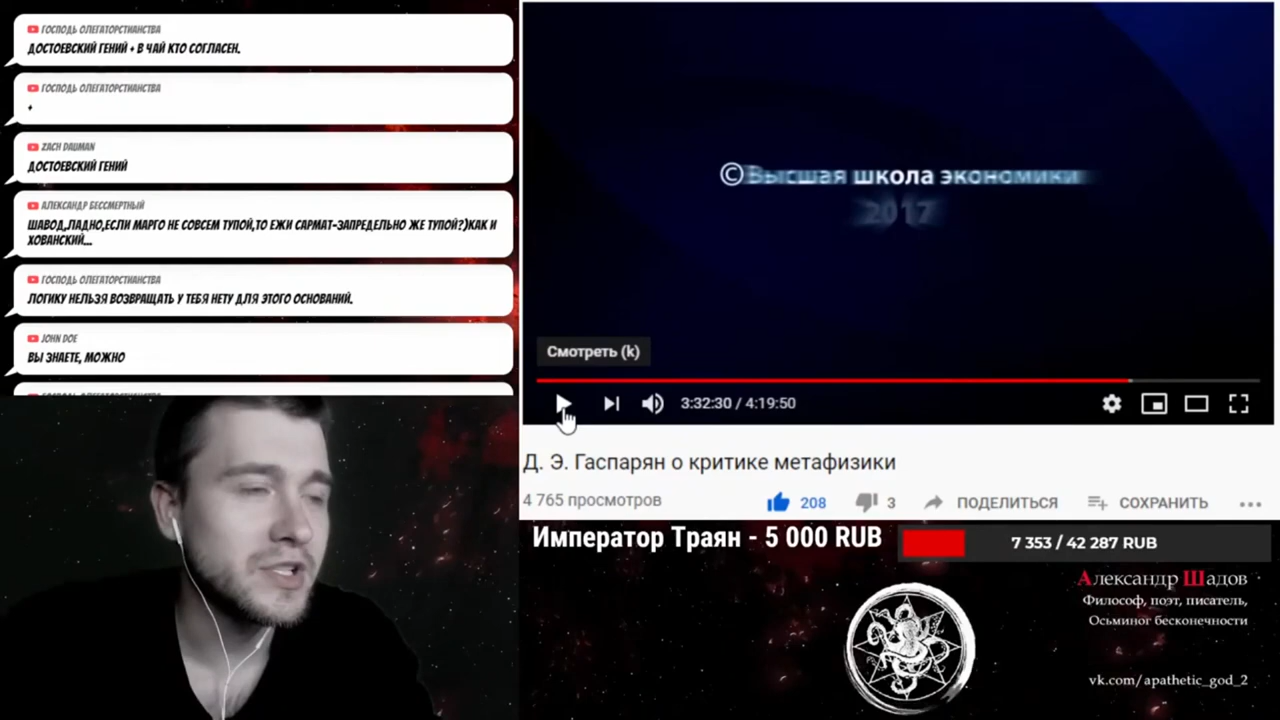 ГОСПОДЬ ОЛЕГАТОРСТИАНСТВА
ДОСТОЕВСКИЙ ГЕНИЙ + В ЧАЙ КТО СОГЛАСЕН.
ГОСПОДЬ ОЛЕГАТОРСТИАНСТВА
+
ZACH DAUMAN
ДОСТОЕВСКИЙ ГЕНИЙ
АЛЕКСАНДР БЕССМЕРТНЫЙ
ШАВОД,ЛАДНО,ЕСЛИ МАРГО НЕ СОВСЕМ ТУПОЙ,ТО ЕЖИ САРМАТ-ЗАПРЕДЕЛЬНО ЖЕ ТУПОЙ?)КАК И
ХОВАНСКИЙ...
ГОСПОДЬ ОЛЕГАТОРСТИАНСТВА
ЛОГИКУ НЕЛЬЗЯ ВОЗВРАЩАТЬ У ТЕБЯ НЕТУ ДЛЯ ЭТОГО ОСНОВАНИЙ.
JOHN DOE
ВЫ ЗНАЕТЕ, МОЖНО
©Высшая школа экономики
2017
Смотреть (k)
3:32:30 / 4:19:50
Д. Э. Гаспарян о критике метафизики
4 765 просмотров
208
3
ПОДЕЛИТЬСЯ
СОХРАНИТЬ
Император Траян - 5 000 RUB
7 353 / 42 287 RUB
Александр Шадов
Философ, поэт, писатель,
Осьминог бесконечности
vk.com/apathetic_god_2